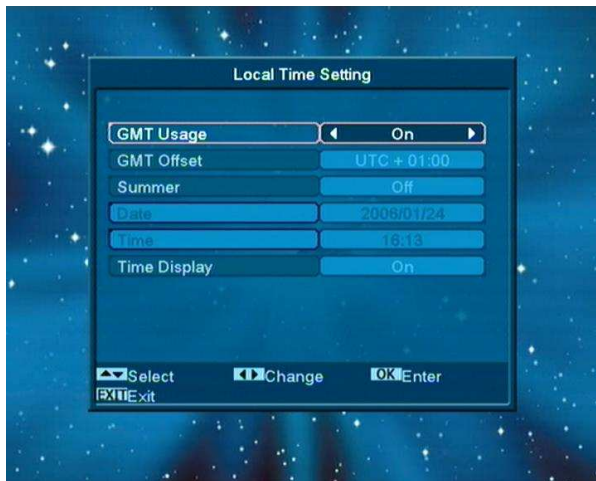 Local Time Setting
GMT Usage On
GMT Offset UTC + 01:00
Summer Off
Date 2006/01/24
Time 16:13
Time Display On
Select Change OK Enter
EXIT Exit